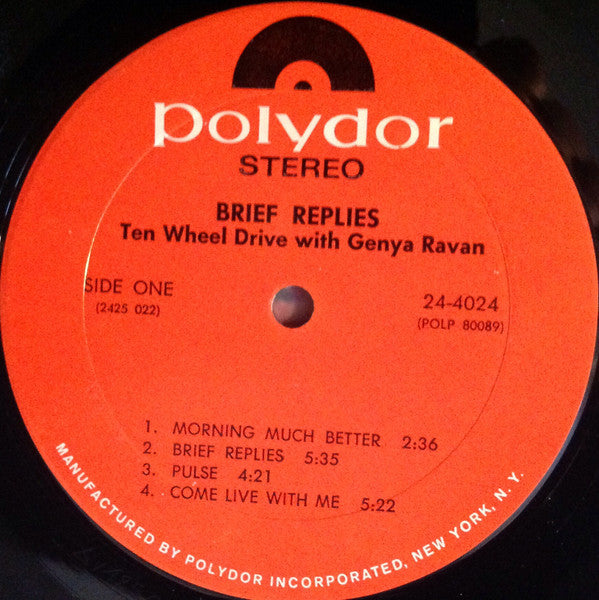 polydor
STEREO
BRIEF REPLIES
Ten Wheel Drive with Genya Ravan
SIDE ONE
(2425 022)
24-4024
(POLP 80089)
1. MORNING MUCH BETTER 2:36
2. BRIEF REPLIES 5:35
3. PULSE 4:21
4. COME LIVE WITH ME 5:22
MANUFACTURED BY POLYDOR INCORPORATED, NEW YORK, N. Y.